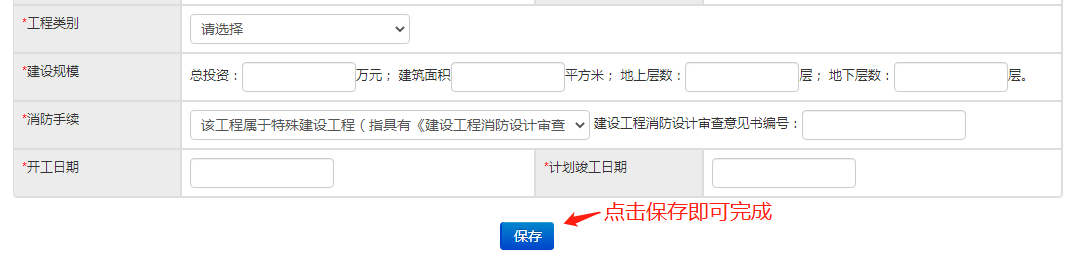 *工程类别 请选择
*建设规模 总投资： 万元； 建筑面积 平方米； 地上层数： 层； 地下层数： 层。
*消防手续 该工程属于特殊建设工程（指具有《建设工程消防设计审查 建设工程消防设计审查意见书编号：
*开工日期 *计划竣工日期
点击保存即可完成
保存